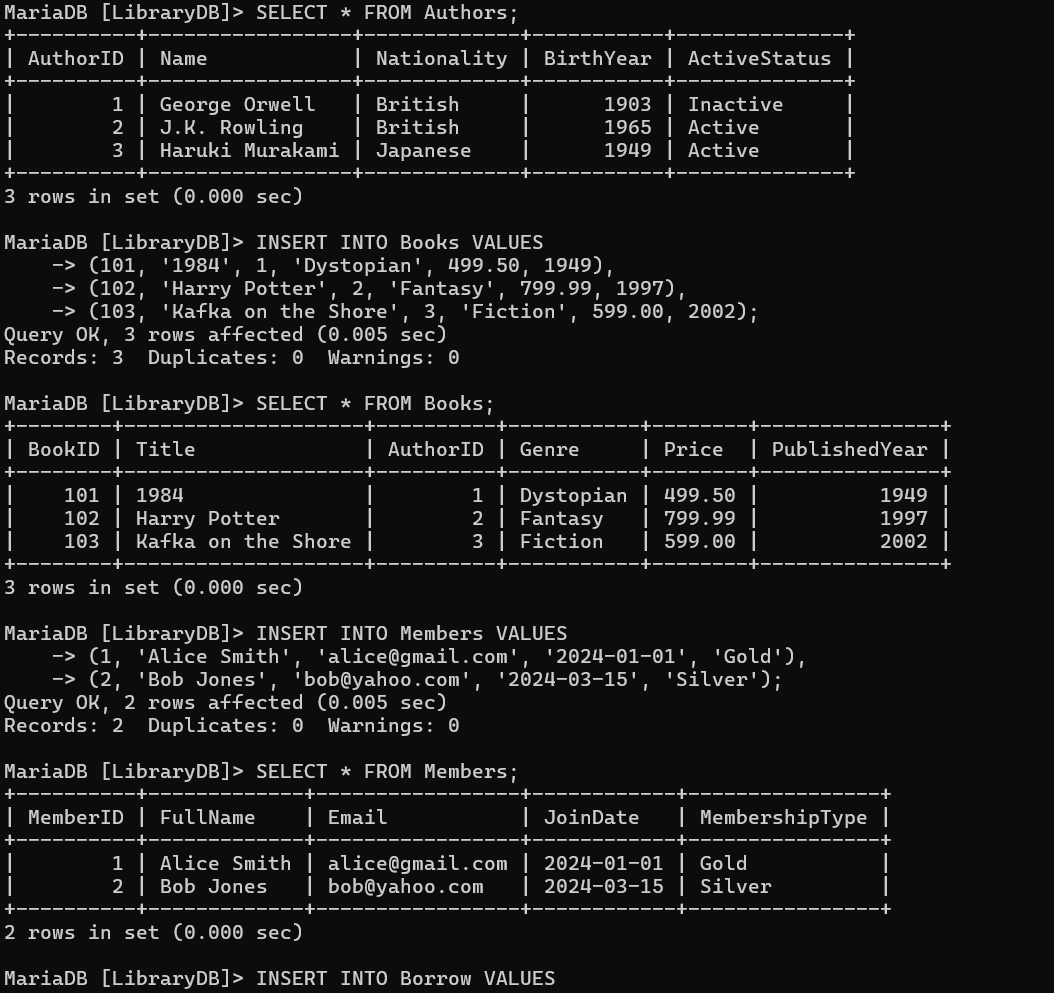 MariaDB [LibraryDB]> SELECT * FROM Authors;
+----------+-----------------+-------------+-----------+--------------+
| AuthorID | Name            | Nationality | BirthYear | ActiveStatus |
+----------+-----------------+-------------+-----------+--------------+
|        1 | George Orwell   | British     |      1903 | Inactive     |
|        2 | J.K. Rowling    | British     |      1965 | Active       |
|        3 | Haruki Murakami | Japanese    |      1949 | Active       |
+----------+-----------------+-------------+-----------+--------------+
3 rows in set (0.000 sec)

MariaDB [LibraryDB]> INSERT INTO Books VALUES
    -> (101, '1984', 1, 'Dystopian', 499.50, 1949),
    -> (102, 'Harry Potter', 2, 'Fantasy', 799.99, 1997),
    -> (103, 'Kafka on the Shore', 3, 'Fiction', 599.00, 2002);
Query OK, 3 rows affected (0.005 sec)
Records: 3  Duplicates: 0  Warnings: 0

MariaDB [LibraryDB]> SELECT * FROM Books;
+--------+--------------------+----------+-----------+--------+---------------+
| BookID | Title              | AuthorID | Genre     | Price  | PublishedYear |
+--------+--------------------+----------+-----------+--------+---------------+
|    101 | 1984               |        1 | Dystopian | 499.50 |          1949 |
|    102 | Harry Potter       |        2 | Fantasy   | 799.99 |          1997 |
|    103 | Kafka on the Shore |        3 | Fiction   | 599.00 |          2002 |
+--------+--------------------+----------+-----------+--------+---------------+
3 rows in set (0.000 sec)

MariaDB [LibraryDB]> INSERT INTO Members VALUES
    -> (1, 'Alice Smith', 'alice@gmail.com', '2024-01-01', 'Gold'),
    -> (2, 'Bob Jones', 'bob@yahoo.com', '2024-03-15', 'Silver');
Query OK, 2 rows affected (0.005 sec)
Records: 2  Duplicates: 0  Warnings: 0

MariaDB [LibraryDB]> SELECT * FROM Members;
+----------+-------------+-----------------+------------+----------------+
| MemberID | FullName    | Email           | JoinDate   | MembershipType |
+----------+-------------+-----------------+------------+----------------+
|        1 | Alice Smith | alice@gmail.com | 2024-01-01 | Gold           |
|        2 | Bob Jones   | bob@yahoo.com   | 2024-03-15 | Silver         |
+----------+-------------+-----------------+------------+----------------+
2 rows in set (0.000 sec)

MariaDB [LibraryDB]> INSERT INTO Borrow VALUES